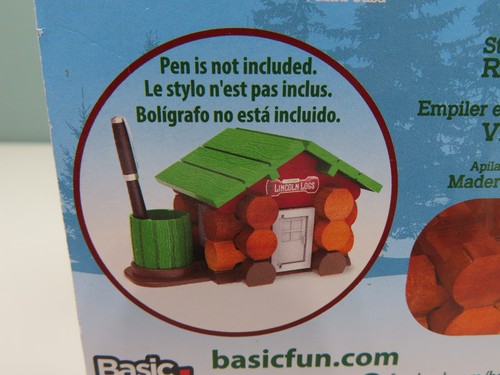 Pen is not included.
Le stylo n'est pas inclus.
Bolígrafo no está incluido.
LINCOLN LOGS
Empiler e
Apila
Mader
basicfun.com
Basic